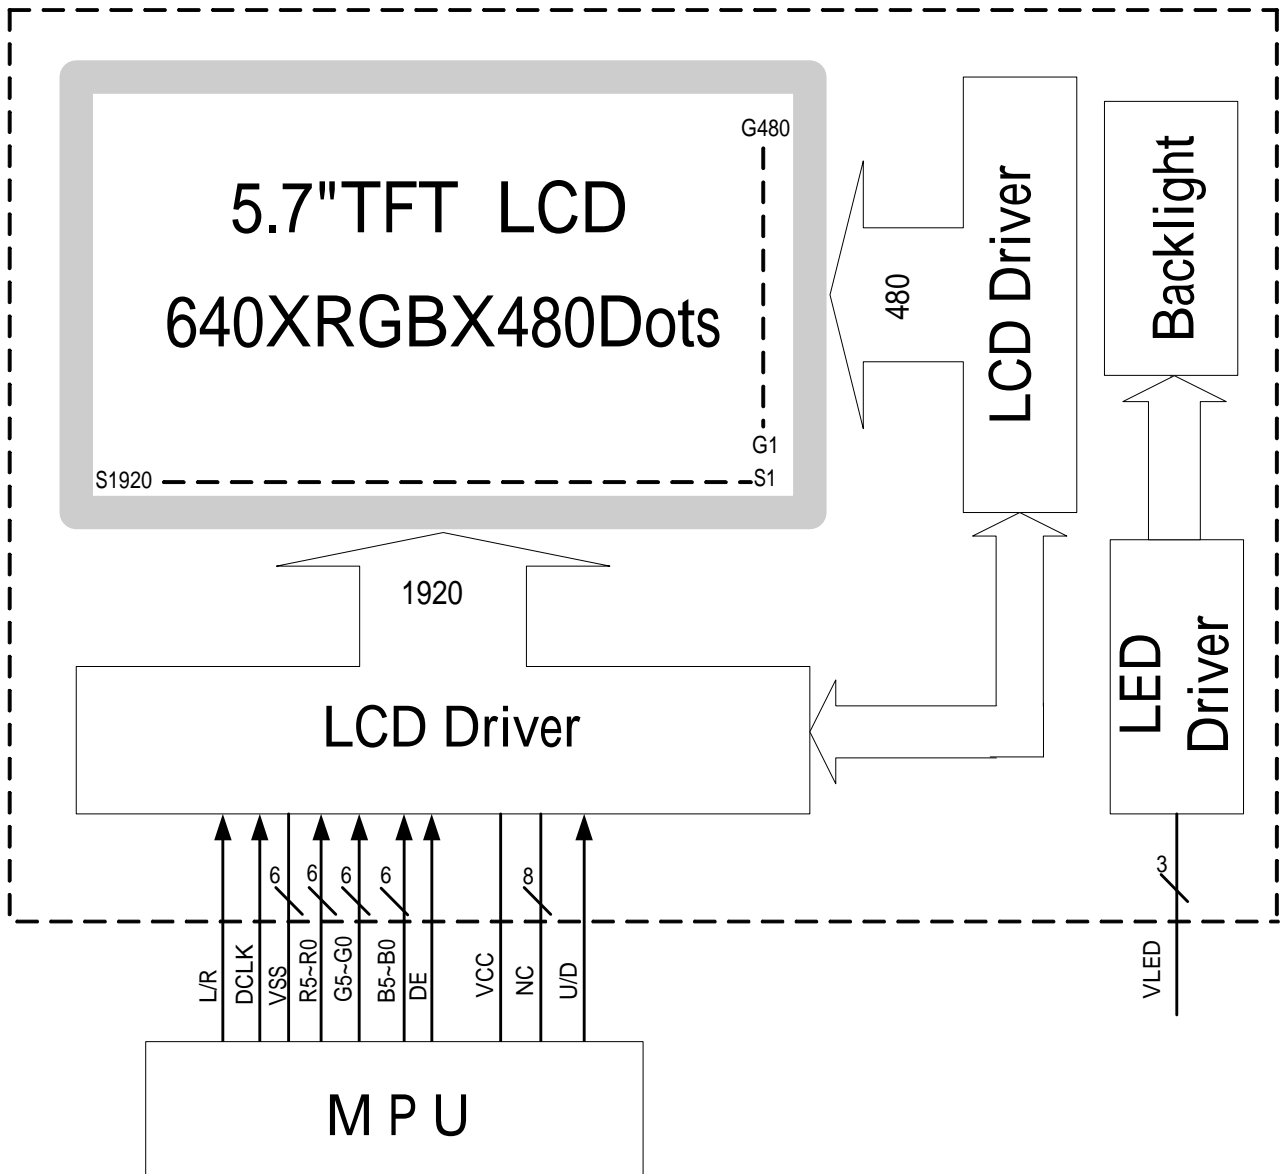 G480
5.7"TFT LCD
640XRGBX480Dots
G1
S1920
S1
480
LCD Driver
Backlight
1920
LCD Driver
LED
Driver
6
6
6
6
8
3
L/R
DCLK
VSS
R5~R0
G5~G0
B5~B0
DE
VCC
NC
U/D
VLED
M P U